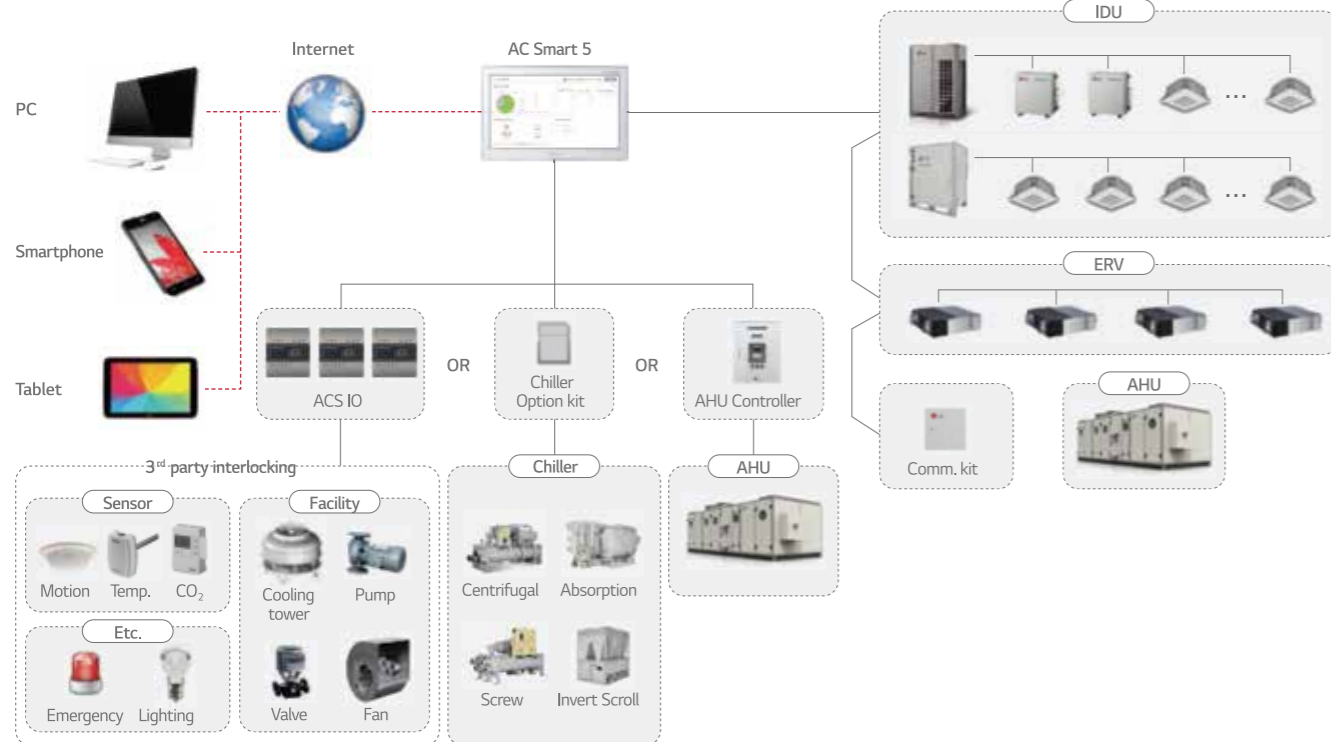 IDU
Internet
AC Smart 5
PC
Smartphone
ERV
Tablet
ACS IO
OR
Chiller
Option kit
OR
AHU Controller
AHU
Comm. kit
3rd party interlocking
Sensor
Motion
Temp.
CO₂
Etc.
Emergency
Lighting
Facility
Cooling
tower
Pump
Valve
Fan
Chiller
Centrifugal
Absorption
Screw
Invert Scroll
AHU